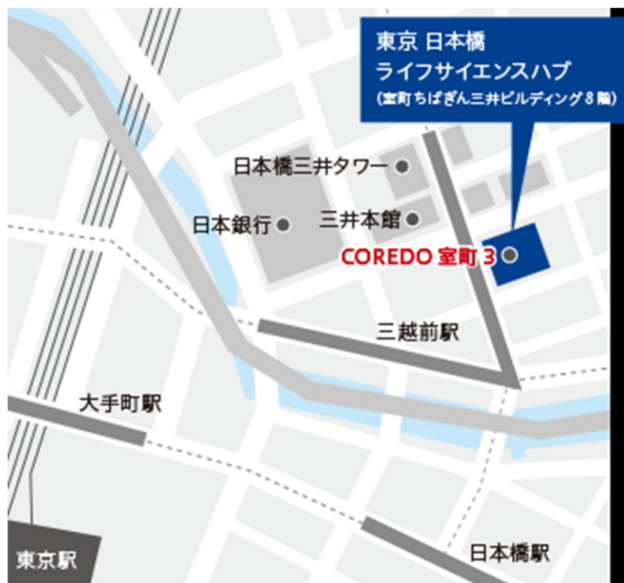 東京 日本橋
ライフサイエンスハブ
(室町ちばぎん三井ビルディング8階)
日本橋三井タワー
日本銀行
三井本館
COREDO 室町 3
三越前駅
大手町駅
東京駅
日本橋駅